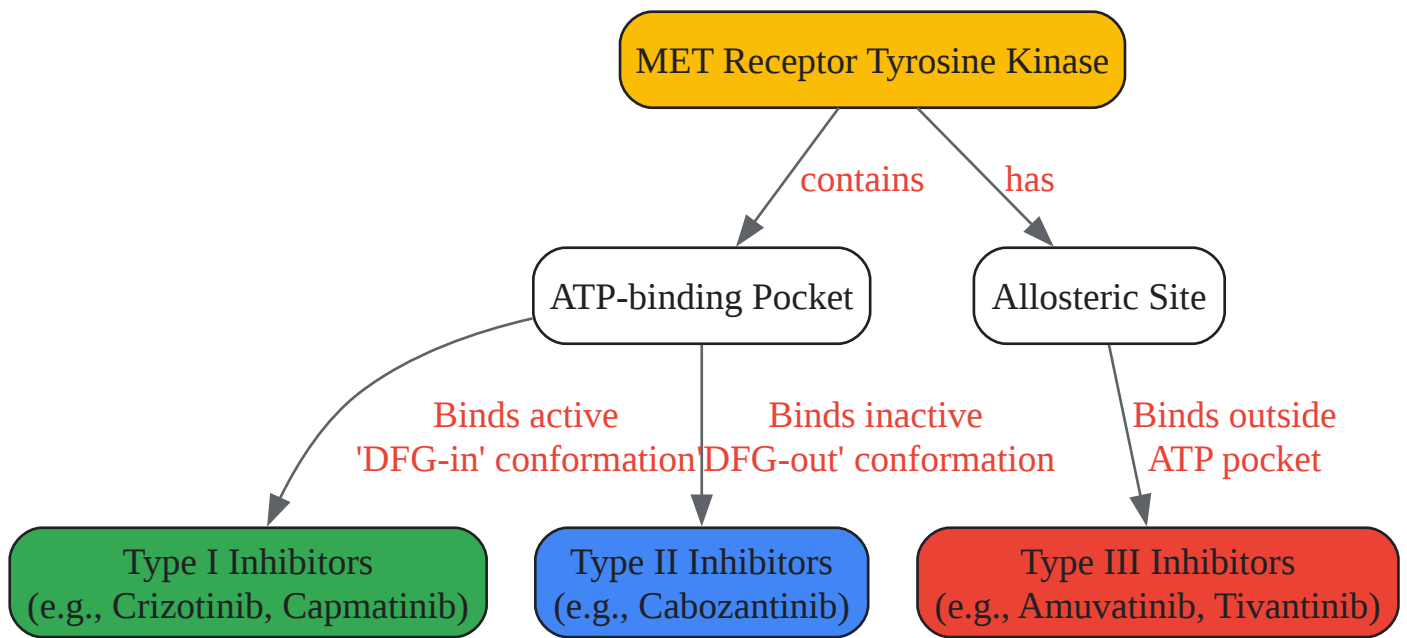 MET Receptor Tyrosine Kinase
contains
has
ATP-binding Pocket
Allosteric Site
Binds active
'DFG-in' conformation
Binds inactive
'DFG-out' conformation
Binds outside
ATP pocket
Type I Inhibitors
(e.g., Crizotinib, Capmatinib)
Type II Inhibitors
(e.g., Cabozantinib)
Type III Inhibitors
(e.g., Amuvatinib, Tivantinib)